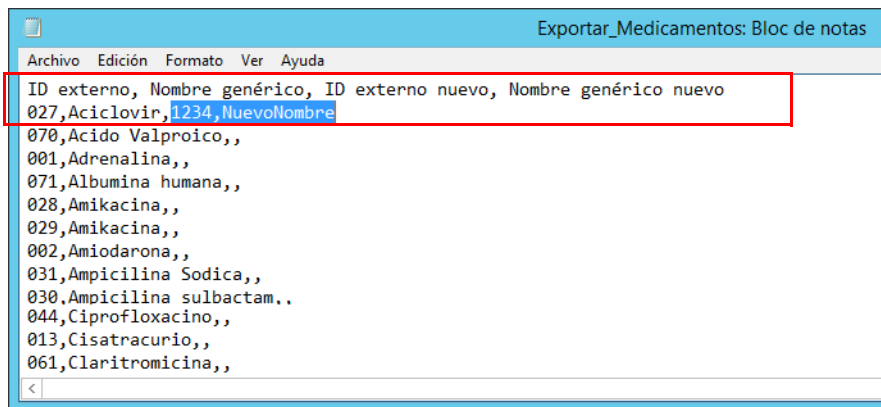 Exportar_Medicamentos: Bloc de notas
Archivo Edición Formato Ver Ayuda
ID externo, Nombre genérico, ID externo nuevo, Nombre genérico nuevo
027,Aciclovir,1234,NuevoNombre
070,Acido Valproico,,
001,Adrenalina,,
071,Albumina humana,,
028,Amikacina,,
029,Amikacina,,
002,Amiodarona,,
031,Ampicilina Sodica,,
030,Ampicilina sulbactam,,
044,Ciprofloxacino,,
013,Cisatracurio,,
061,Claritromicina,,